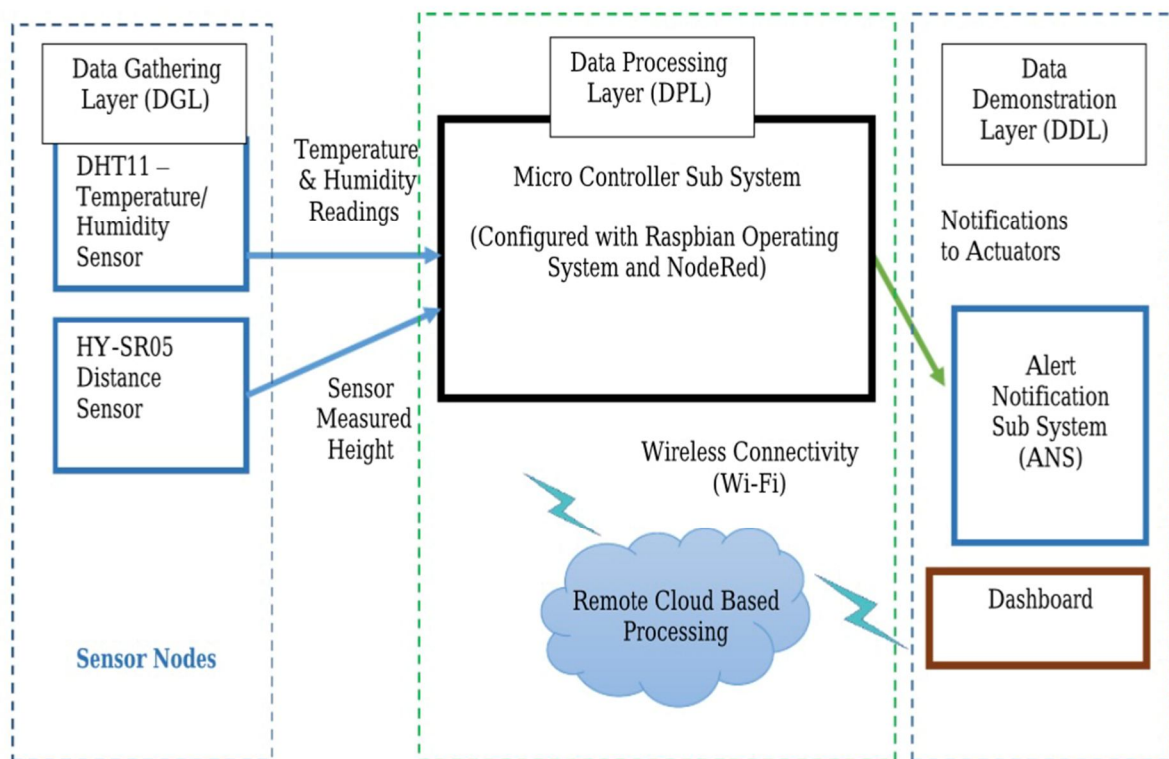 Data Gathering
Layer (DGL)
DHT11 –
Temperature/
Humidity
Sensor
HY-SR05
Distance
Sensor
Sensor Nodes
Temperature
& Humidity
Readings
Sensor
Measured
Height
Data Processing
Layer (DPL)
Micro Controller Sub System
(Configured with Raspbian Operating
System and NodeRed)
Wireless Connectivity
(Wi-Fi)
Remote Cloud Based
Processing
Data
Demonstration
Layer (DDL)
Notifications
to Actuators
Alert
Notification
Sub System
(ANS)
Dashboard